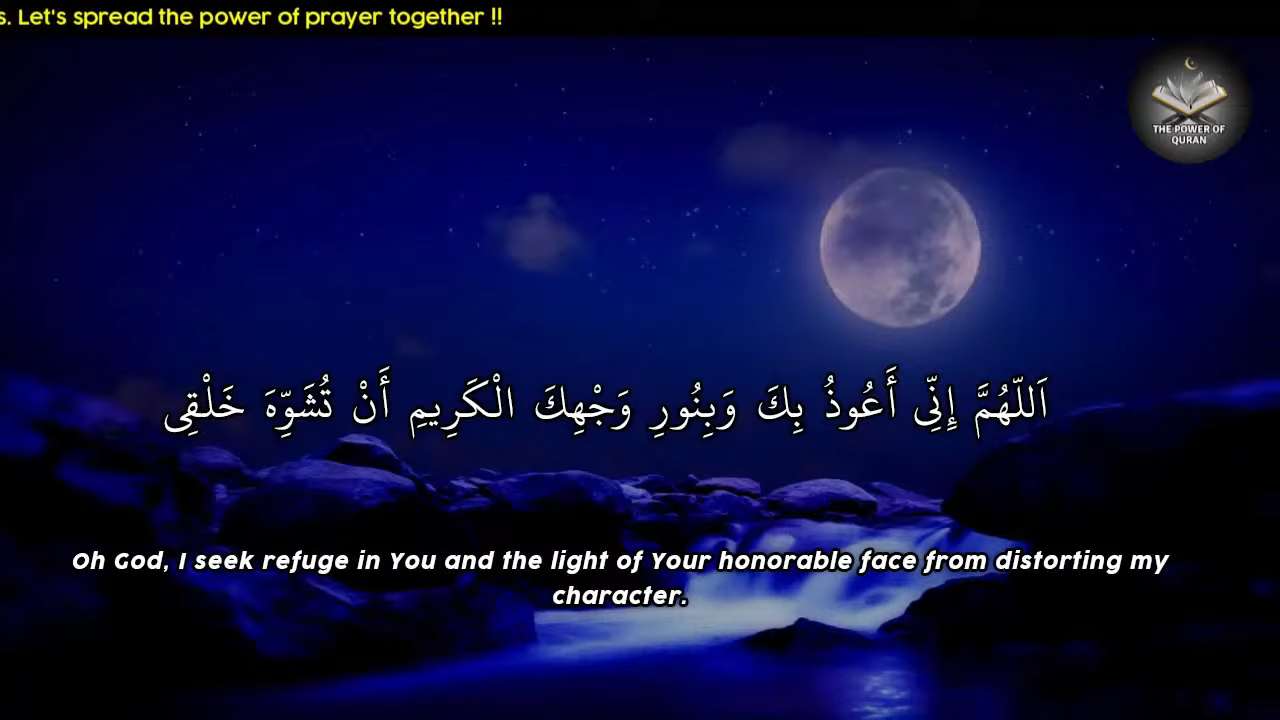 s. Let's spread the power of prayer together !!
THE POWER OF
QURAN
اَللّهُمَّ إِنِّى أَعُوذُ بِكَ وَبِنُورِ وَجْهِكَ الْكَرِيمِ أَنْ تُشَوِّهَ خَلْقِى
Oh God, I seek refuge in You and the light of Your honorable face from distorting my
character.